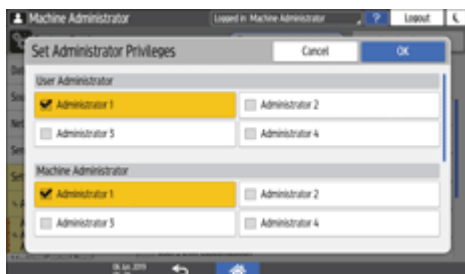 Machine Administrator
Logged in: Machine Administrator
?
Logout
Set Administrator Privileges
Cancel
OK
User Administrator
Administrator 1
Administrator 2
Administrator 3
Administrator 4
Machine Administrator
Administrator 1
Administrator 2
Administrator 3
Administrator 4